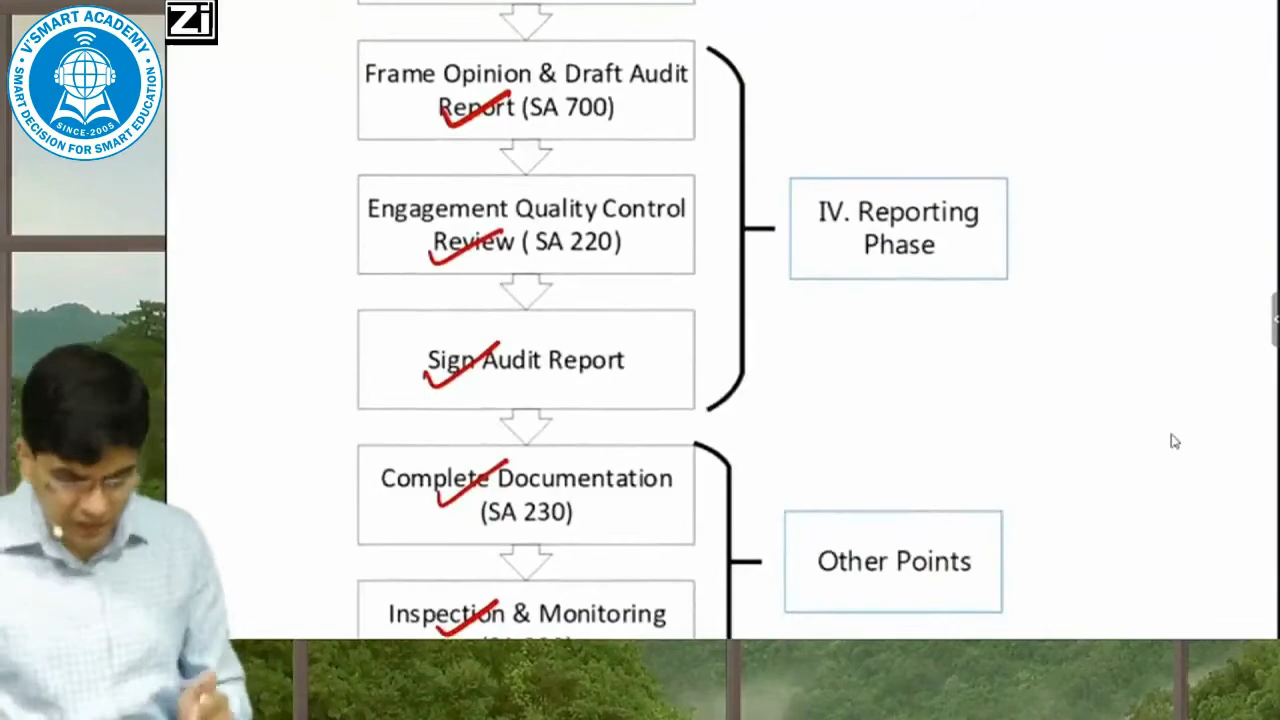 V'SMART ACADEMY
SMART DECISION FOR SMART EDUCATION
SINCE-2005
Zi
Frame Opinion & Draft Audit
Report (SA 700)
Engagement Quality Control
Review ( SA 220)
Sign Audit Report
IV. Reporting
Phase
Complete Documentation
(SA 230)
Inspection & Monitoring
Other Points